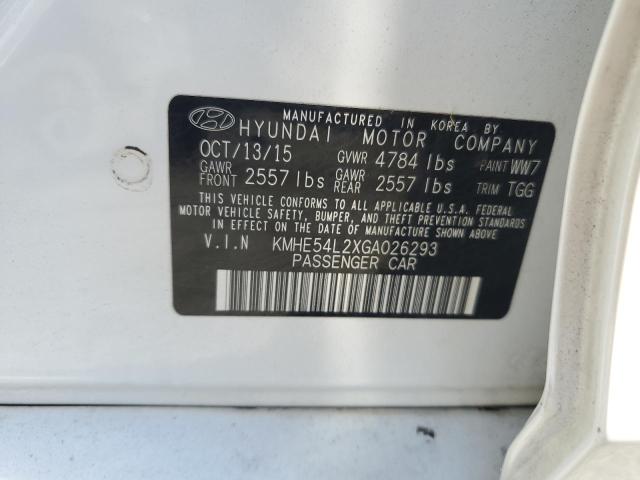 MANUFACTURED IN KOREA BY
HYUNDAI MOTOR COMPANY
OCT/13/15 GVWR 4784 lbs PAINT WW7
GAWR FRONT 2557 lbs GAWR REAR 2557 lbs TRIM TGG
THIS VEHICLE CONFORMS TO ALL APPLICABLE U.S.A. FEDERAL
MOTOR VEHICLE SAFETY, BUMPER, AND THEFT PREVENTION STANDARDS
IN EFFECT ON THE DATE OF MANUFACTURE SHOWN ABOVE.
V.I.N KMHE54L2XGA026293
PASSENGER CAR